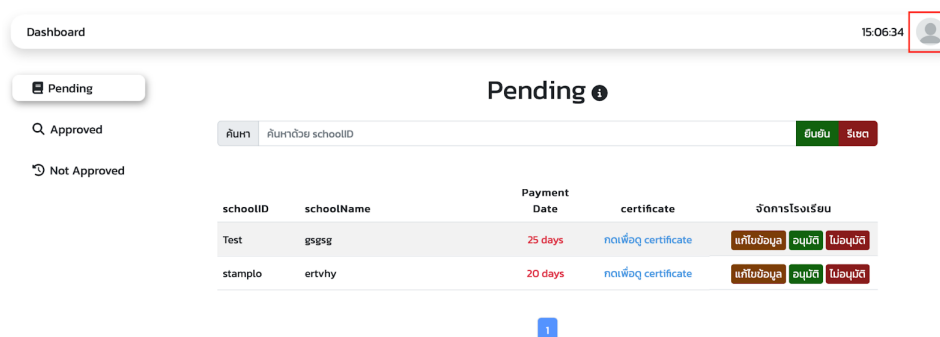 Dashboard 15:06:34
Pending
Approved
Not Approved
Pending
ค้นหา ค้นหาด้วย schoolID ยืนยัน รีเซต
schoolID schoolName Payment Date certificate จัดการโรงเรียน
Test gsgsg 25 days กดเพื่อดู certificate แก้ไขข้อมูล อนุมัติ ไม่อนุมัติ
stamplo ertvhy 20 days กดเพื่อดู certificate แก้ไขข้อมูล อนุมัติ ไม่อนุมัติ
1